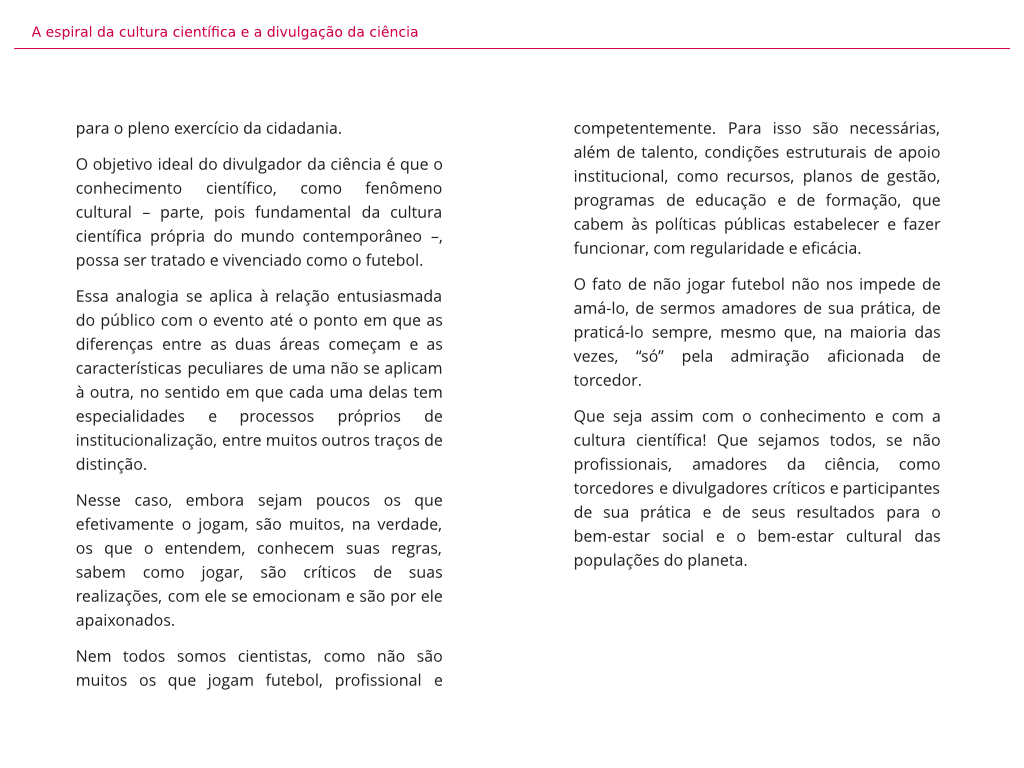 A espiral da cultura científica e a divulgação da ciência
para o pleno exercício da cidadania.
O objetivo ideal do divulgador da ciência é que o
conhecimento científico, como fenômeno
cultural – parte, pois fundamental da cultura
científica própria do mundo contemporâneo –,
possa ser tratado e vivenciado como o futebol.
Essa analogia se aplica à relação entusiasmada
do público com o evento até o ponto em que as
diferenças entre as duas áreas começam e as
características peculiares de uma não se aplicam
à outra, no sentido em que cada uma delas tem
especialidades e processos próprios de
institucionalização, entre muitos outros traços de
distinção.
Nesse caso, embora sejam poucos os que
efetivamente o jogam, são muitos, na verdade,
os que o entendem, conhecem suas regras,
sabem como jogar, são críticos de suas
realizações, com ele se emocionam e são por ele
apaixonados.
Nem todos somos cientistas, como não são
muitos os que jogam futebol, profissional e
competentemente. Para isso são necessárias,
além de talento, condições estruturais de apoio
institucional, como recursos, planos de gestão,
programas de educação e de formação, que
cabem às políticas públicas estabelecer e fazer
funcionar, com regularidade e eficácia.
O fato de não jogar futebol não nos impede de
amá-lo, de sermos amadores de sua prática, de
praticá-lo sempre, mesmo que, na maioria das
vezes, “só” pela admiração aficionada de
torcedor.
Que seja assim com o conhecimento e com a
cultura científica! Que sejamos todos, se não
profissionais, amadores da ciência, como
torcedores e divulgadores críticos e participantes
de sua prática e de seus resultados para o
bem-estar social e o bem-estar cultural das
populações do planeta.